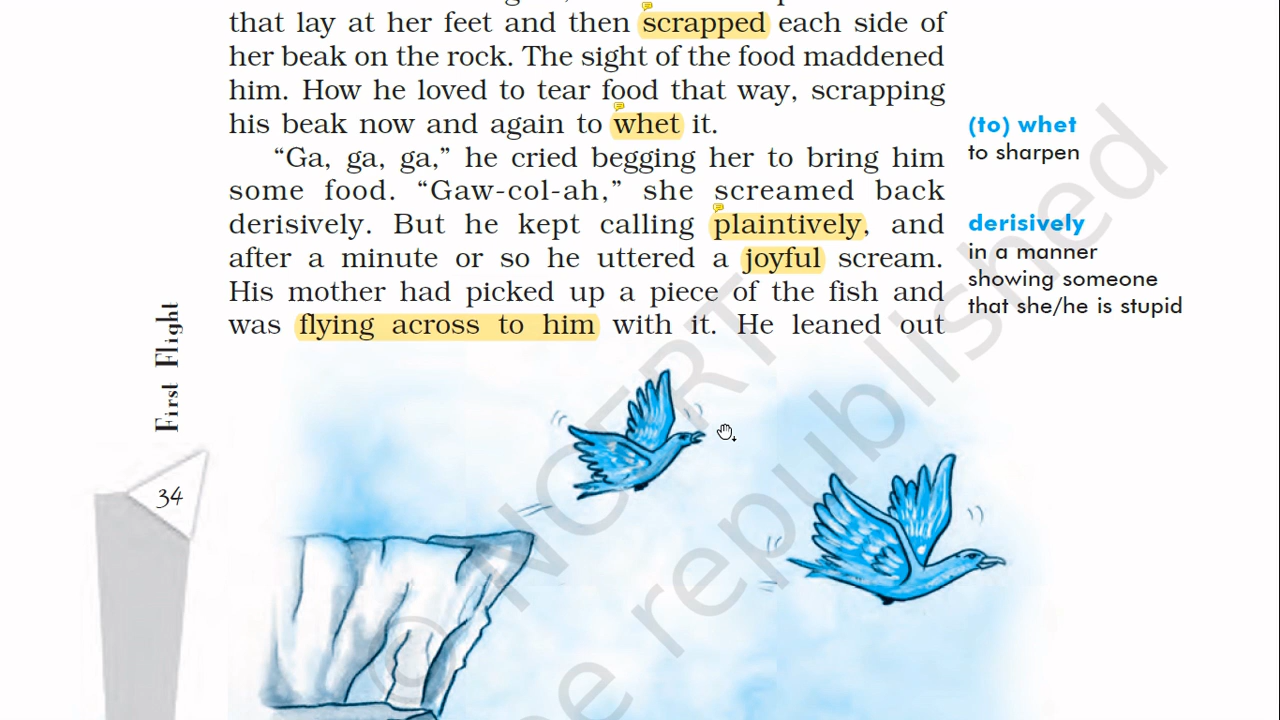 that lay at her feet and then scrapped each side of
her beak on the rock. The sight of the food maddened
him. How he loved to tear food that way, scrapping
his beak now and again to whet it.
“Ga, ga, ga,” he cried begging her to bring him
some food. “Gaw-col-ah,” she screamed back
derisively. But he kept calling plaintively, and
after a minute or so he uttered a joyful scream.
His mother had picked up a piece of the fish and
was flying across to him with it. He leaned out
(to) whet
to sharpen
derisively
in a manner
showing someone
that she/he is stupid
First Flight
34
© NCERT
be republished